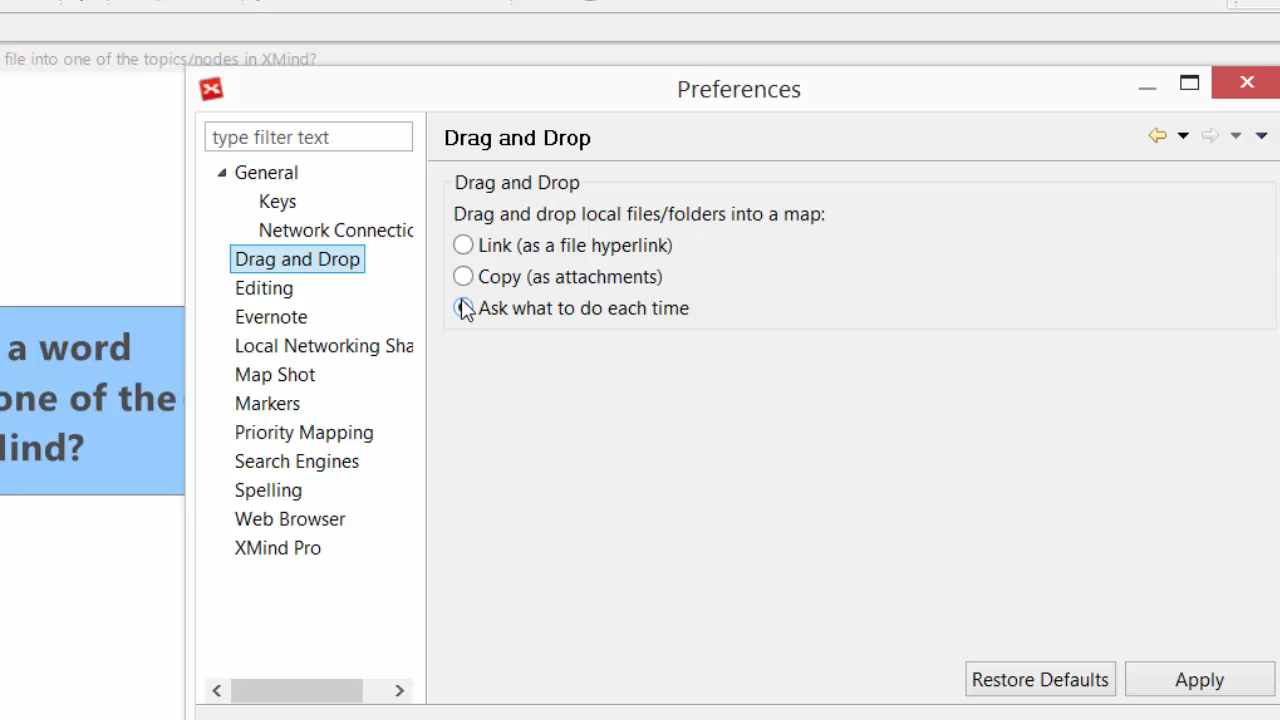 file into one of the topics/nodes in XMind?
Preferences
type filter text
General
Keys
Network Connectic
Drag and Drop
Editing
Evernote
Local Networking Sha
Map Shot
Markers
Priority Mapping
Search Engines
Spelling
Web Browser
XMind Pro
Drag and Drop
Drag and Drop
Drag and drop local files/folders into a map:
Link (as a file hyperlink)
Copy (as attachments)
Ask what to do each time
a word
one of the
Mind?
Restore Defaults
Apply